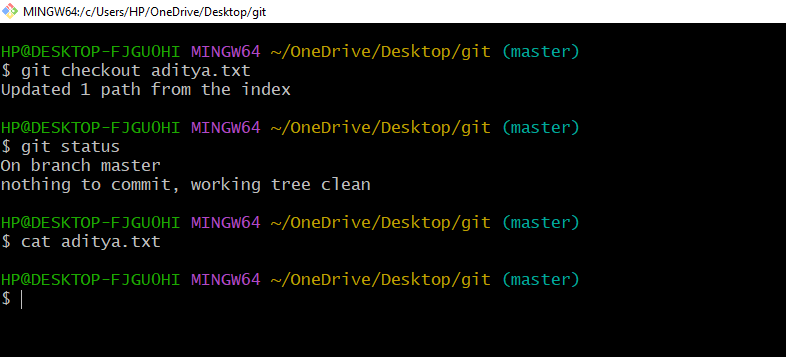 MINGW64:/c/Users/HP/OneDrive/Desktop/git
HP@DESKTOP-FJGU0HI MINGW64 ~/OneDrive/Desktop/git (master)
$ git checkout aditya.txt
Updated 1 path from the index
HP@DESKTOP-FJGU0HI MINGW64 ~/OneDrive/Desktop/git (master)
$ git status
On branch master
nothing to commit, working tree clean
HP@DESKTOP-FJGU0HI MINGW64 ~/OneDrive/Desktop/git (master)
$ cat aditya.txt
HP@DESKTOP-FJGU0HI MINGW64 ~/OneDrive/Desktop/git (master)
$